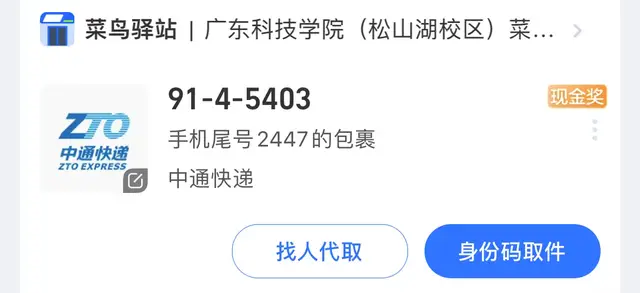 菜鸟驿站 | 广东科技学院（松山湖校区）菜...
91-4-5403
现金奖
ZTO
中通快递
ZTO EXPRESS
手机尾号2447的包裹
中通快递
找人代取
身份码取件